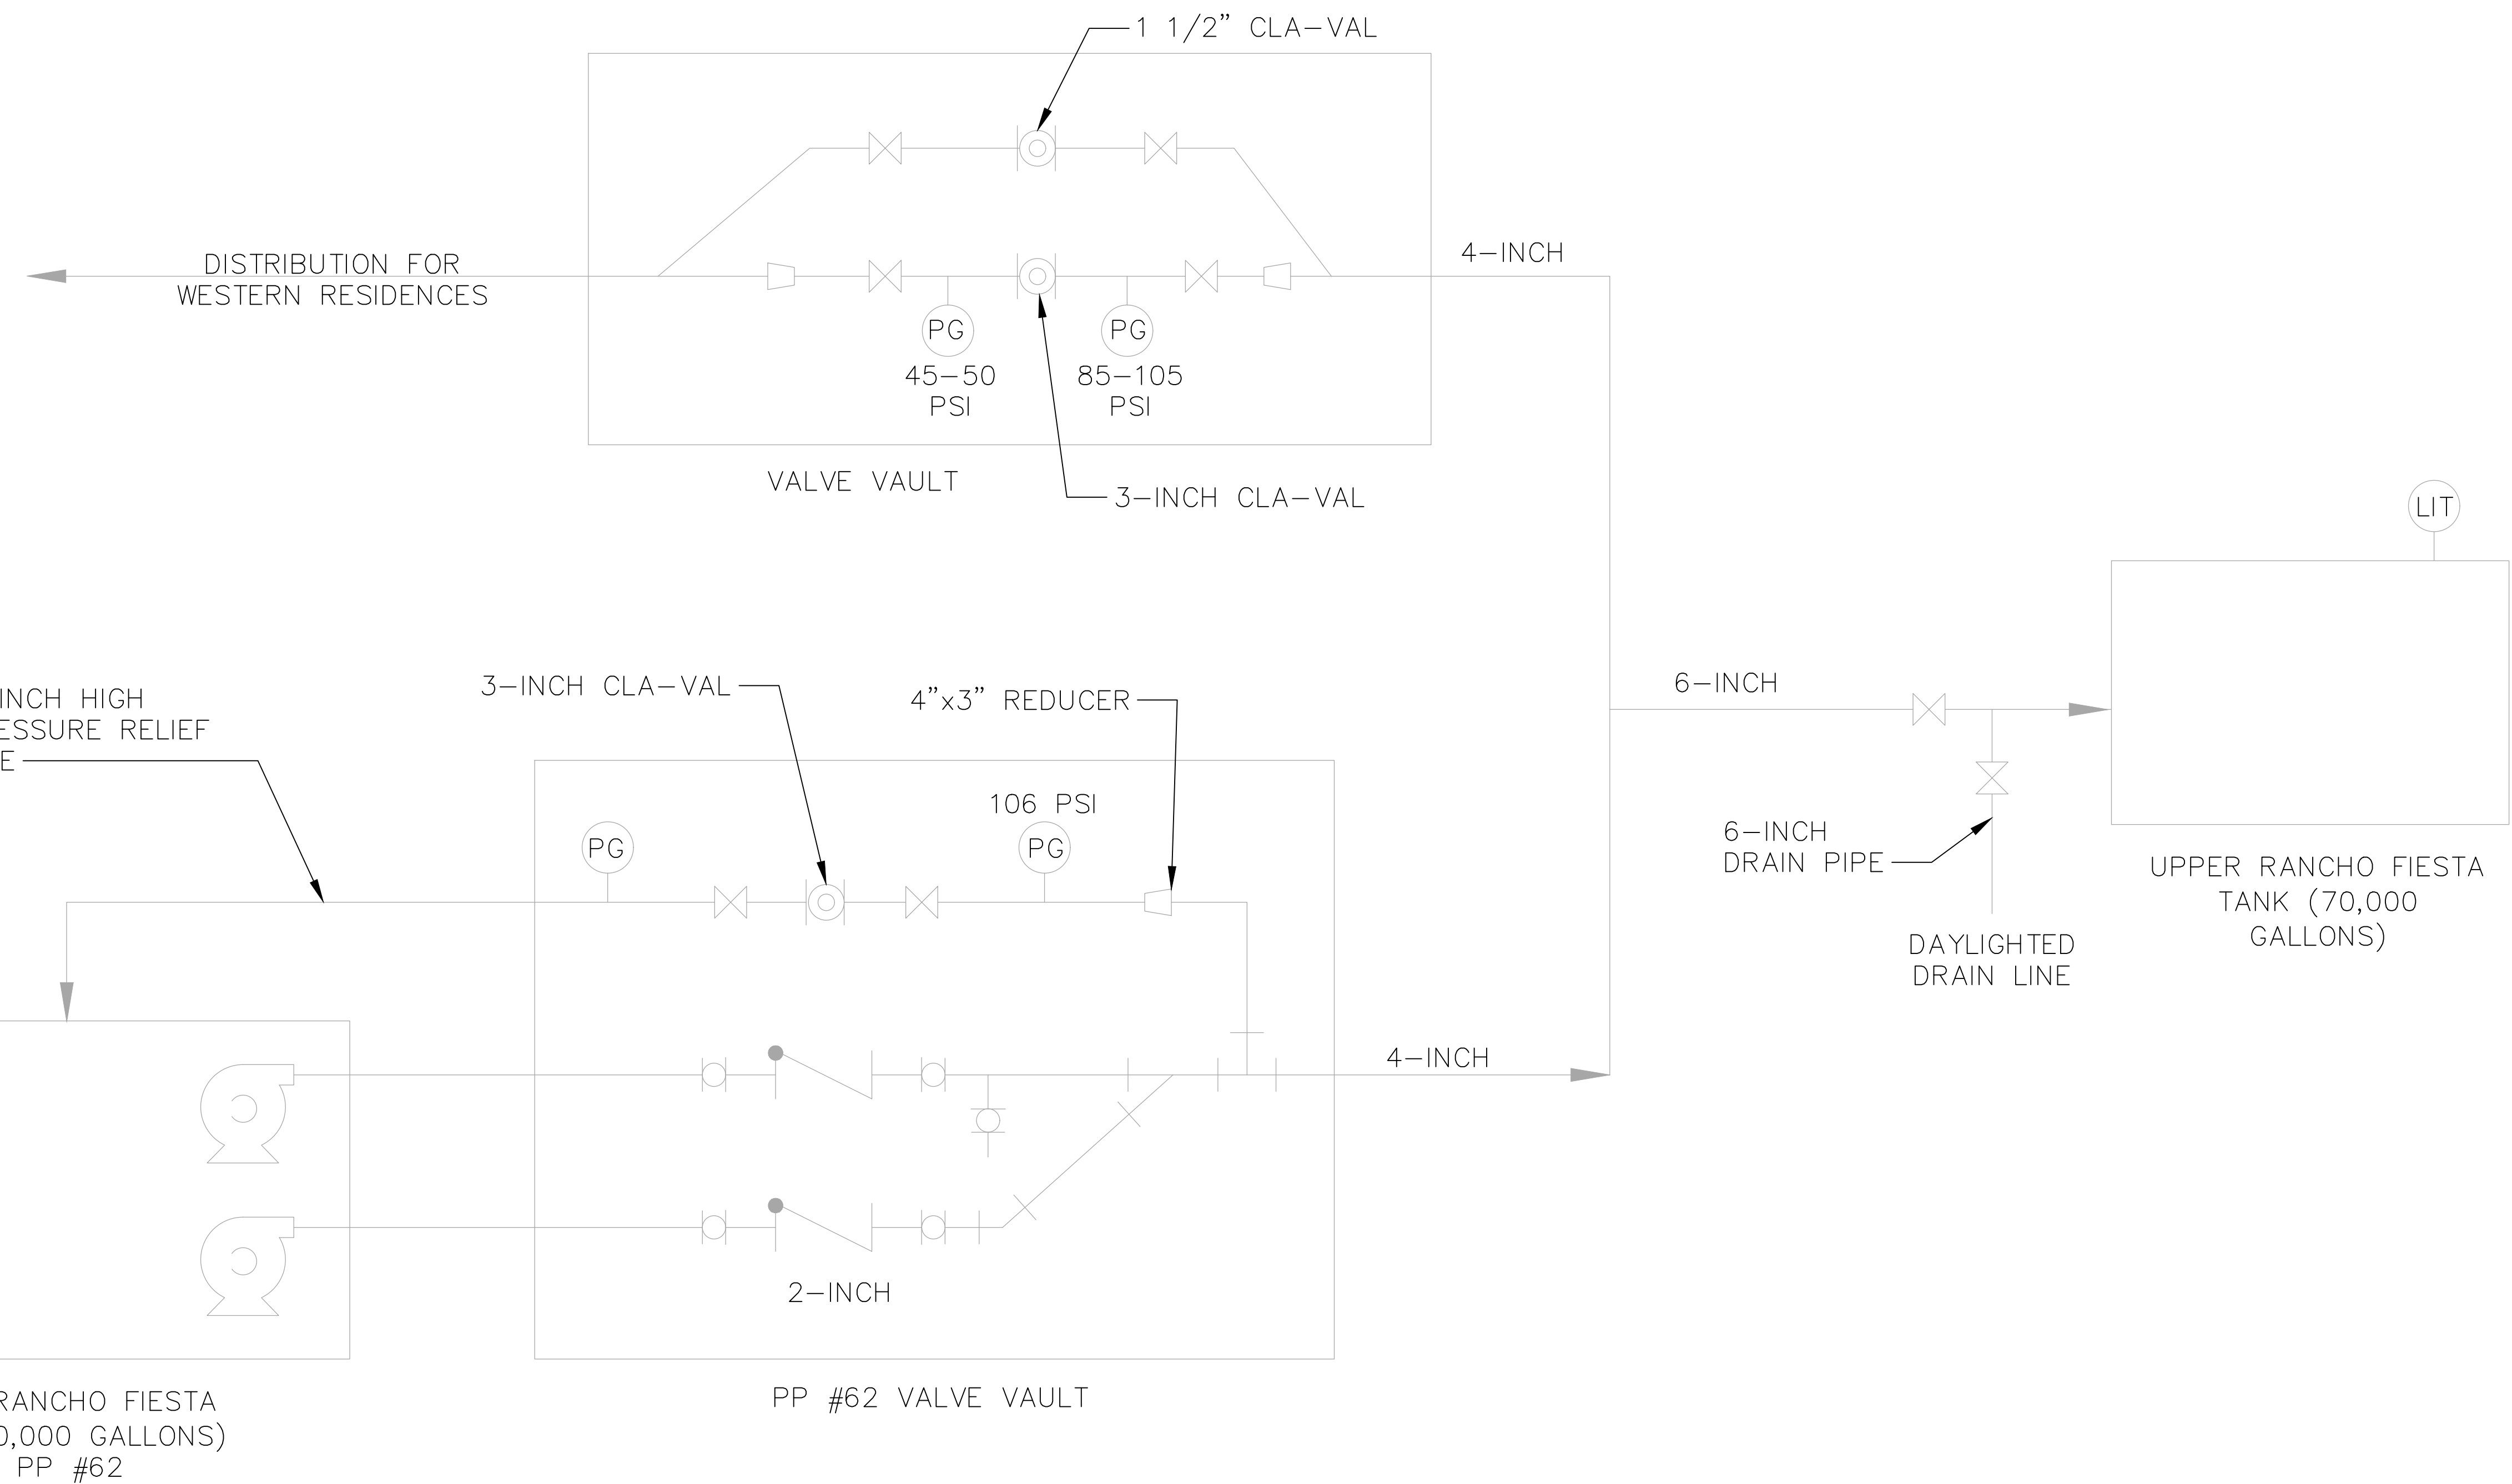 1 1/2” CLA-VAL
DISTRIBUTION FOR
WESTERN RESIDENCES
4-INCH
PG
PG
45-50
PSI
85-105
PSI
VALVE VAULT
3-INCH CLA-VAL
LIT
INCH HIGH
ESSURE RELIEF
E
3-INCH CLA-VAL
4”x3” REDUCER
6-INCH
106 PSI
PG
PG
6-INCH
DRAIN PIPE
UPPER RANCHO FIESTA
TANK (70,000
GALLONS)
DAYLIGHTED
DRAIN LINE
4-INCH
2-INCH
PP #62 VALVE VAULT
RANCHO FIESTA
0,000 GALLONS)
PP #62